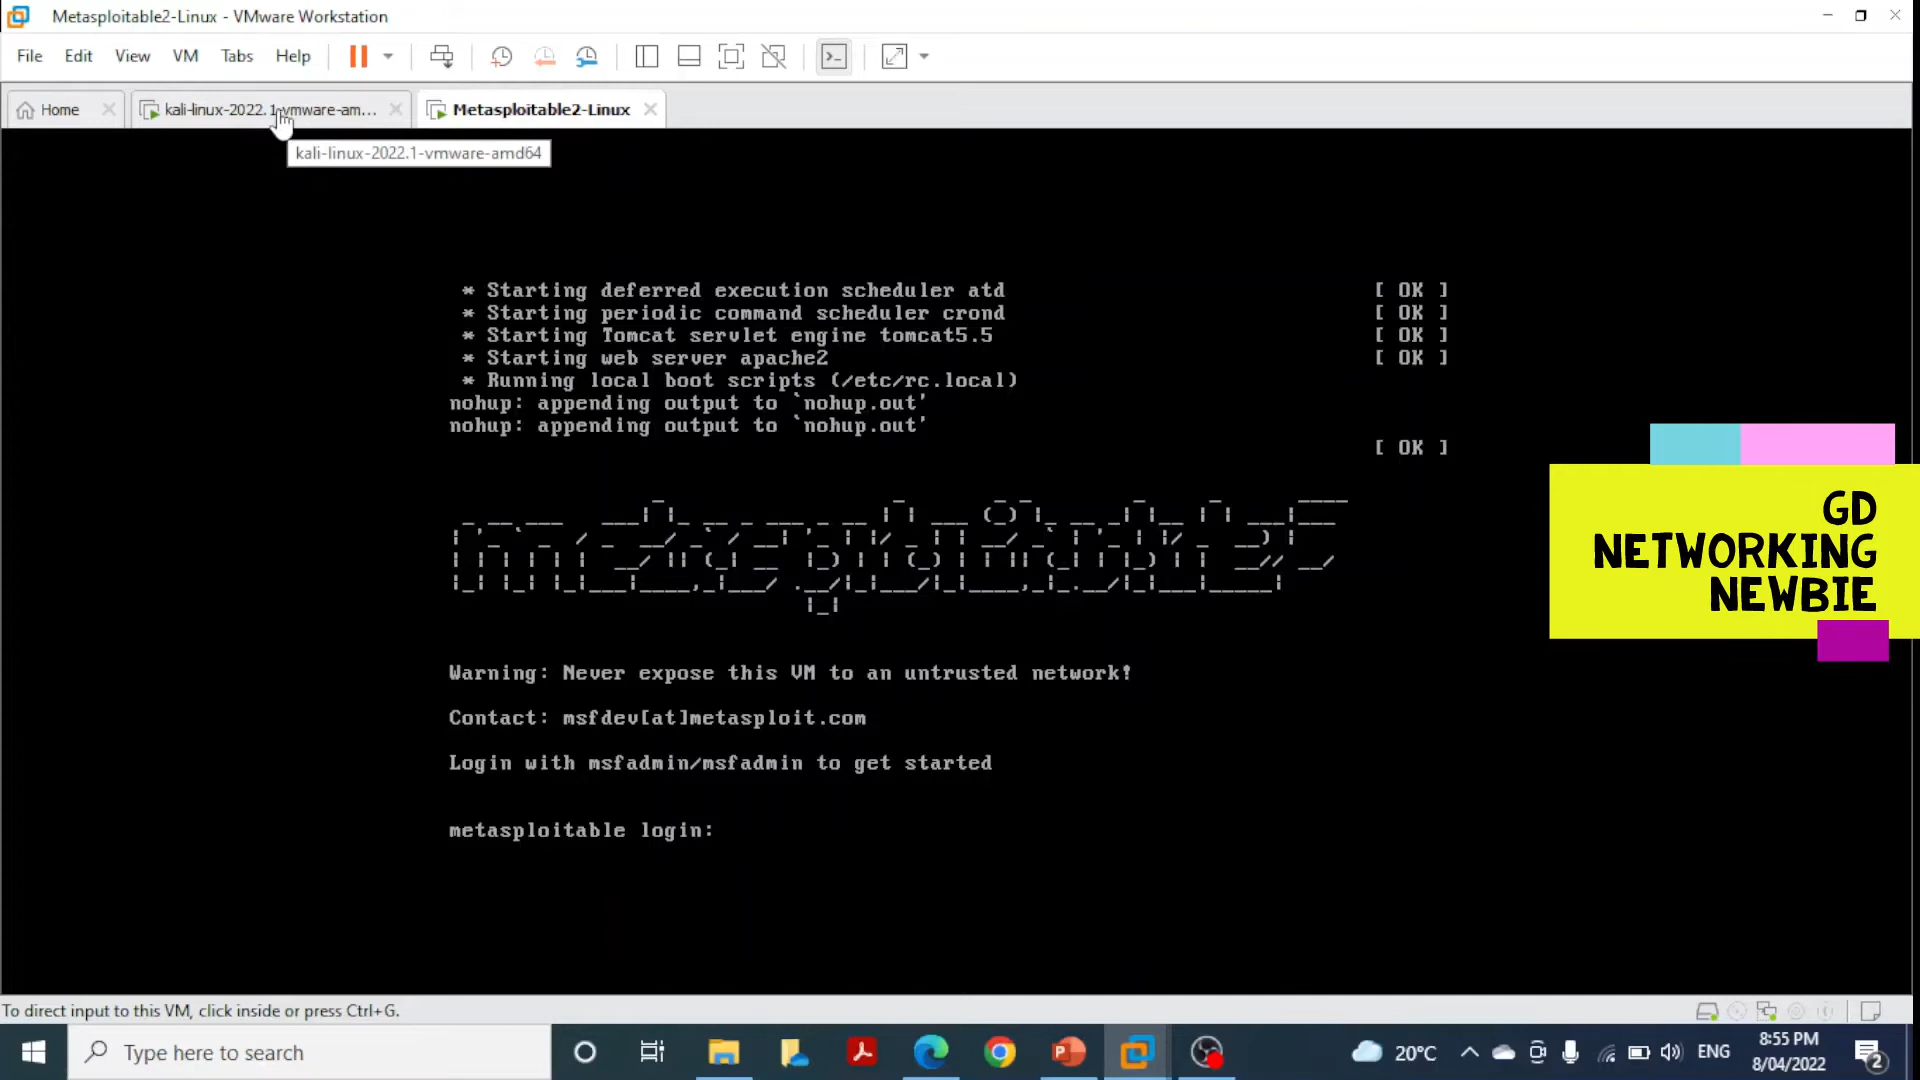 Metasploitable2-Linux - VMware Workstation
File Edit View VM Tabs Help
Home kali-linux-2022.1-vmware-am... Metasploitable2-Linux
kali-linux-2022.1-vmware-amd64
* Starting deferred execution scheduler atd [ OK ]
* Starting periodic command scheduler crond [ OK ]
* Starting Tomcat servlet engine tomcat5.5 [ OK ]
* Starting web server apache2 [ OK ]
* Running local boot scripts (/etc/rc.local)
nohup: appending output to `nohup.out'
nohup: appending output to `nohup.out'
[ OK ]
metasploitable2
Warning: Never expose this VM to an untrusted network!
Contact: msfdev[at]metasploit.com
Login with msfadmin/msfadmin to get started
metasploitable login:
GD
NETWORKING
NEWBIE
To direct input to this VM, click inside or press Ctrl+G.
Type here to search
20°C
ENG
8:55 PM
8/04/2022
2